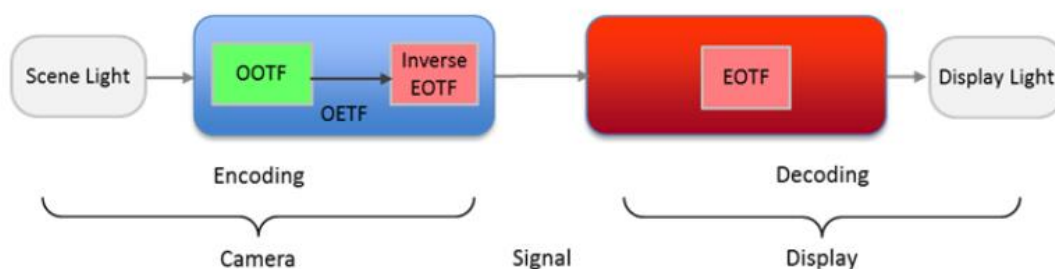 Scene Light
OOTF
Inverse
EOTF
OETF
EOTF
Display Light
Encoding
Decoding
Camera
Signal
Display